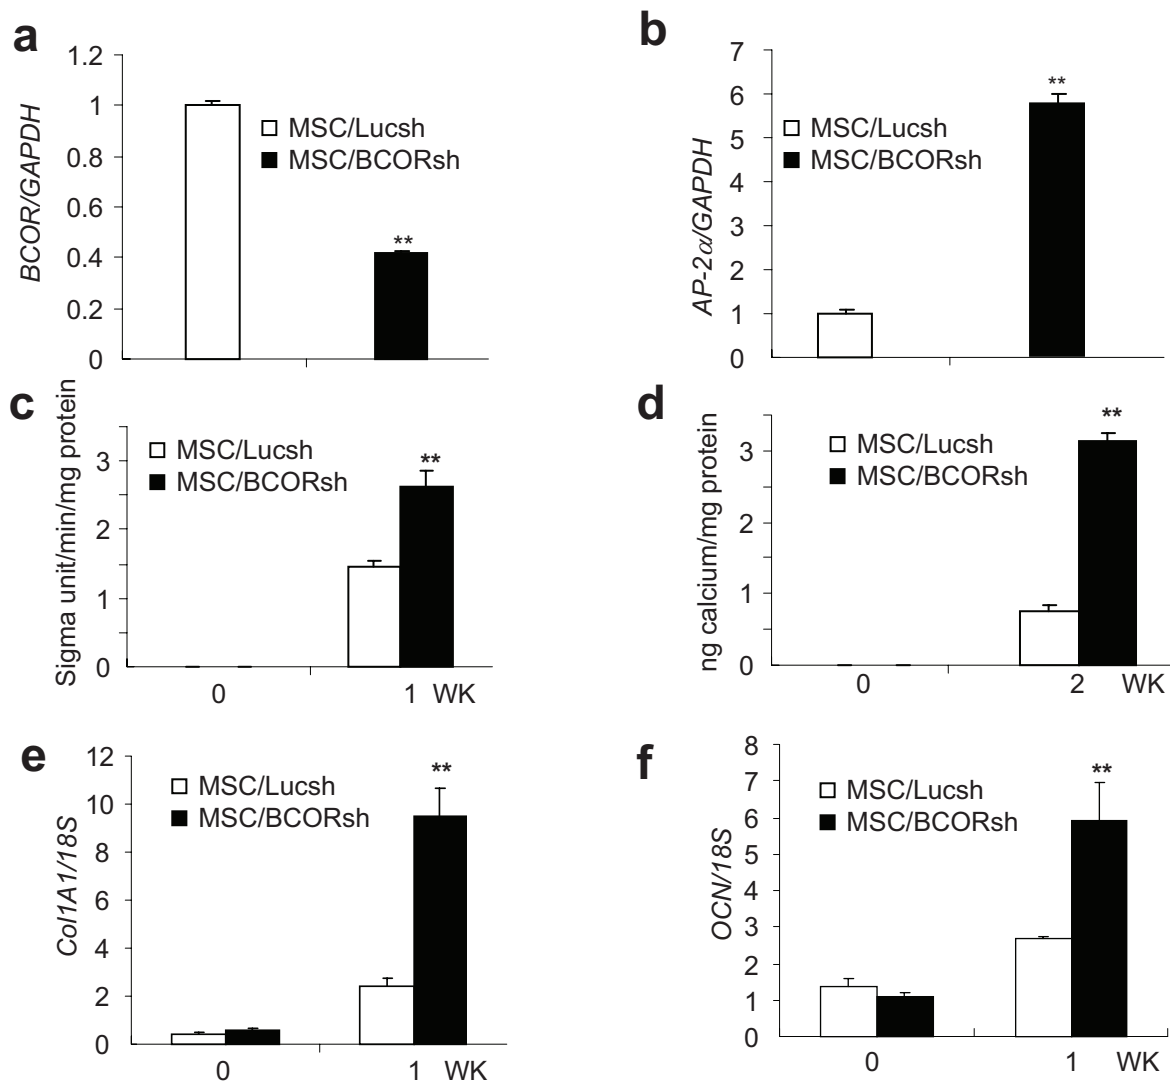 a
1.2
1
0.8
0.6
0.4
0.2
0
BCOR/GAPDH
MSC/Lucsh
MSC/BCORsh
**
b
7
6
5
4
3
2
1
0
AP-2α/GAPDH
MSC/Lucsh
MSC/BCORsh
**
c
3
2
1
0
Sigma unit/min/mg protein
MSC/Lucsh
MSC/BCORsh
**
0 1 WK
d
3
2
1
0
ng calcium/mg protein
MSC/Lucsh
MSC/BCORsh
**
0 2 WK
e
12
10
8
6
4
2
0
Col1A1/18S
MSC/Lucsh
MSC/BCORsh
**
0 1 WK
f
8
7
6
5
4
3
2
1
0
OCN/18S
MSC/Lucsh
MSC/BCORsh
**
0 1 WK